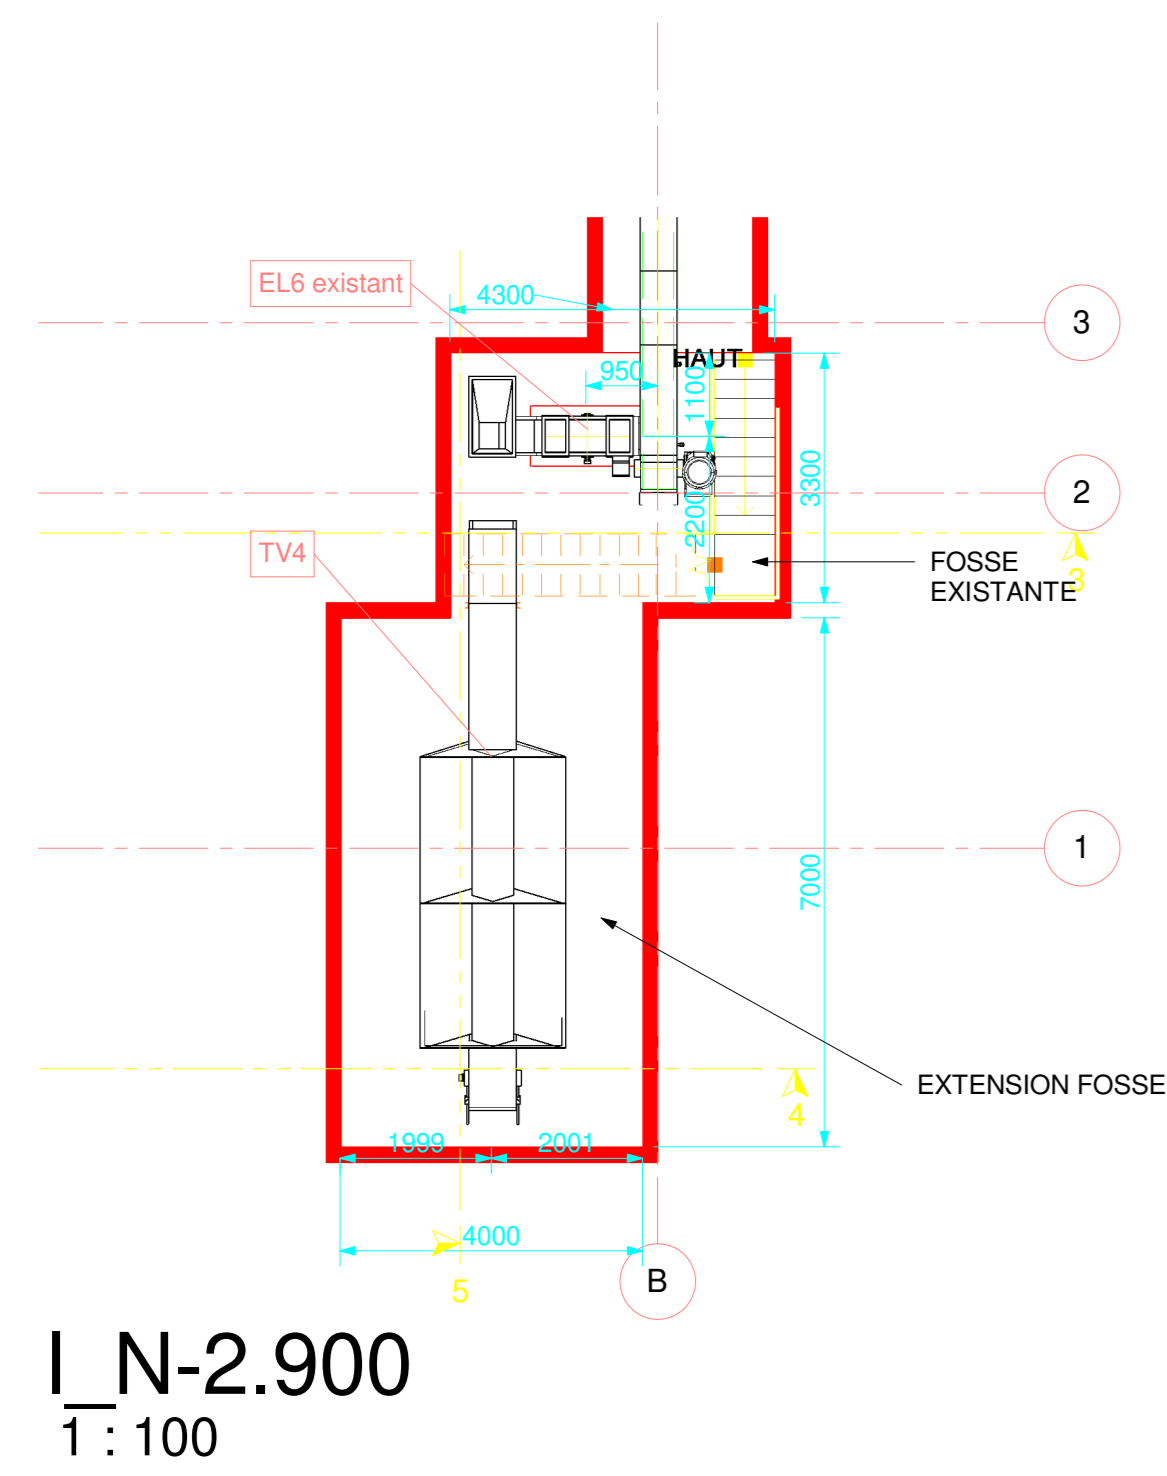 EL6 existant
4300
3
HAUT
950
1100
3300
2
2200
TV4
FOSSE
EXISTANTE
3
1
7000
EXTENSION FOSSE
4
1999
2001
4000
5
B
I_N-2.900
1 : 100